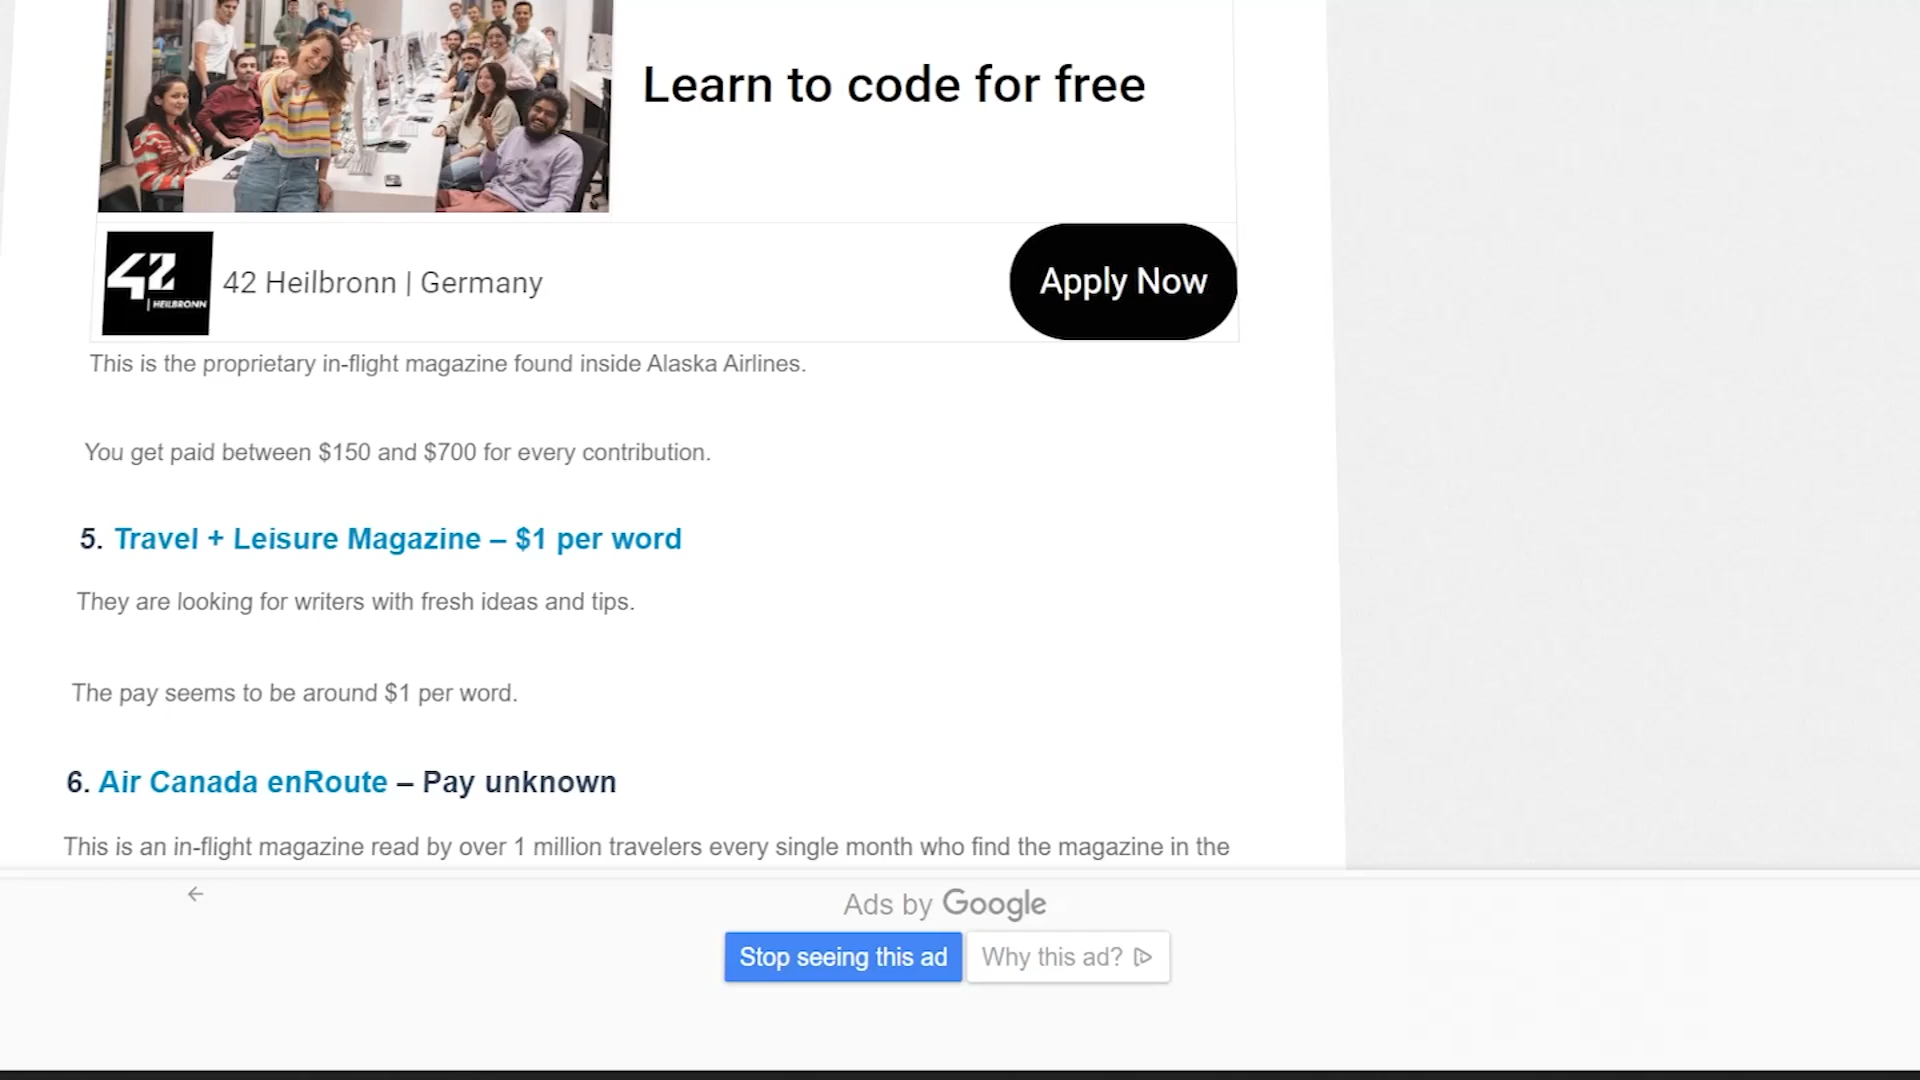 Learn to code for free
42
| HEILBRONN
42 Heilbronn | Germany
Apply Now
This is the proprietary in-flight magazine found inside Alaska Airlines.
You get paid between $150 and $700 for every contribution.
5. Travel + Leisure Magazine – $1 per word
They are looking for writers with fresh ideas and tips.
The pay seems to be around $1 per word.
6. Air Canada enRoute – Pay unknown
This is an in-flight magazine read by over 1 million travelers every single month who find the magazine in the
Ads by Google
Stop seeing this ad
Why this ad?